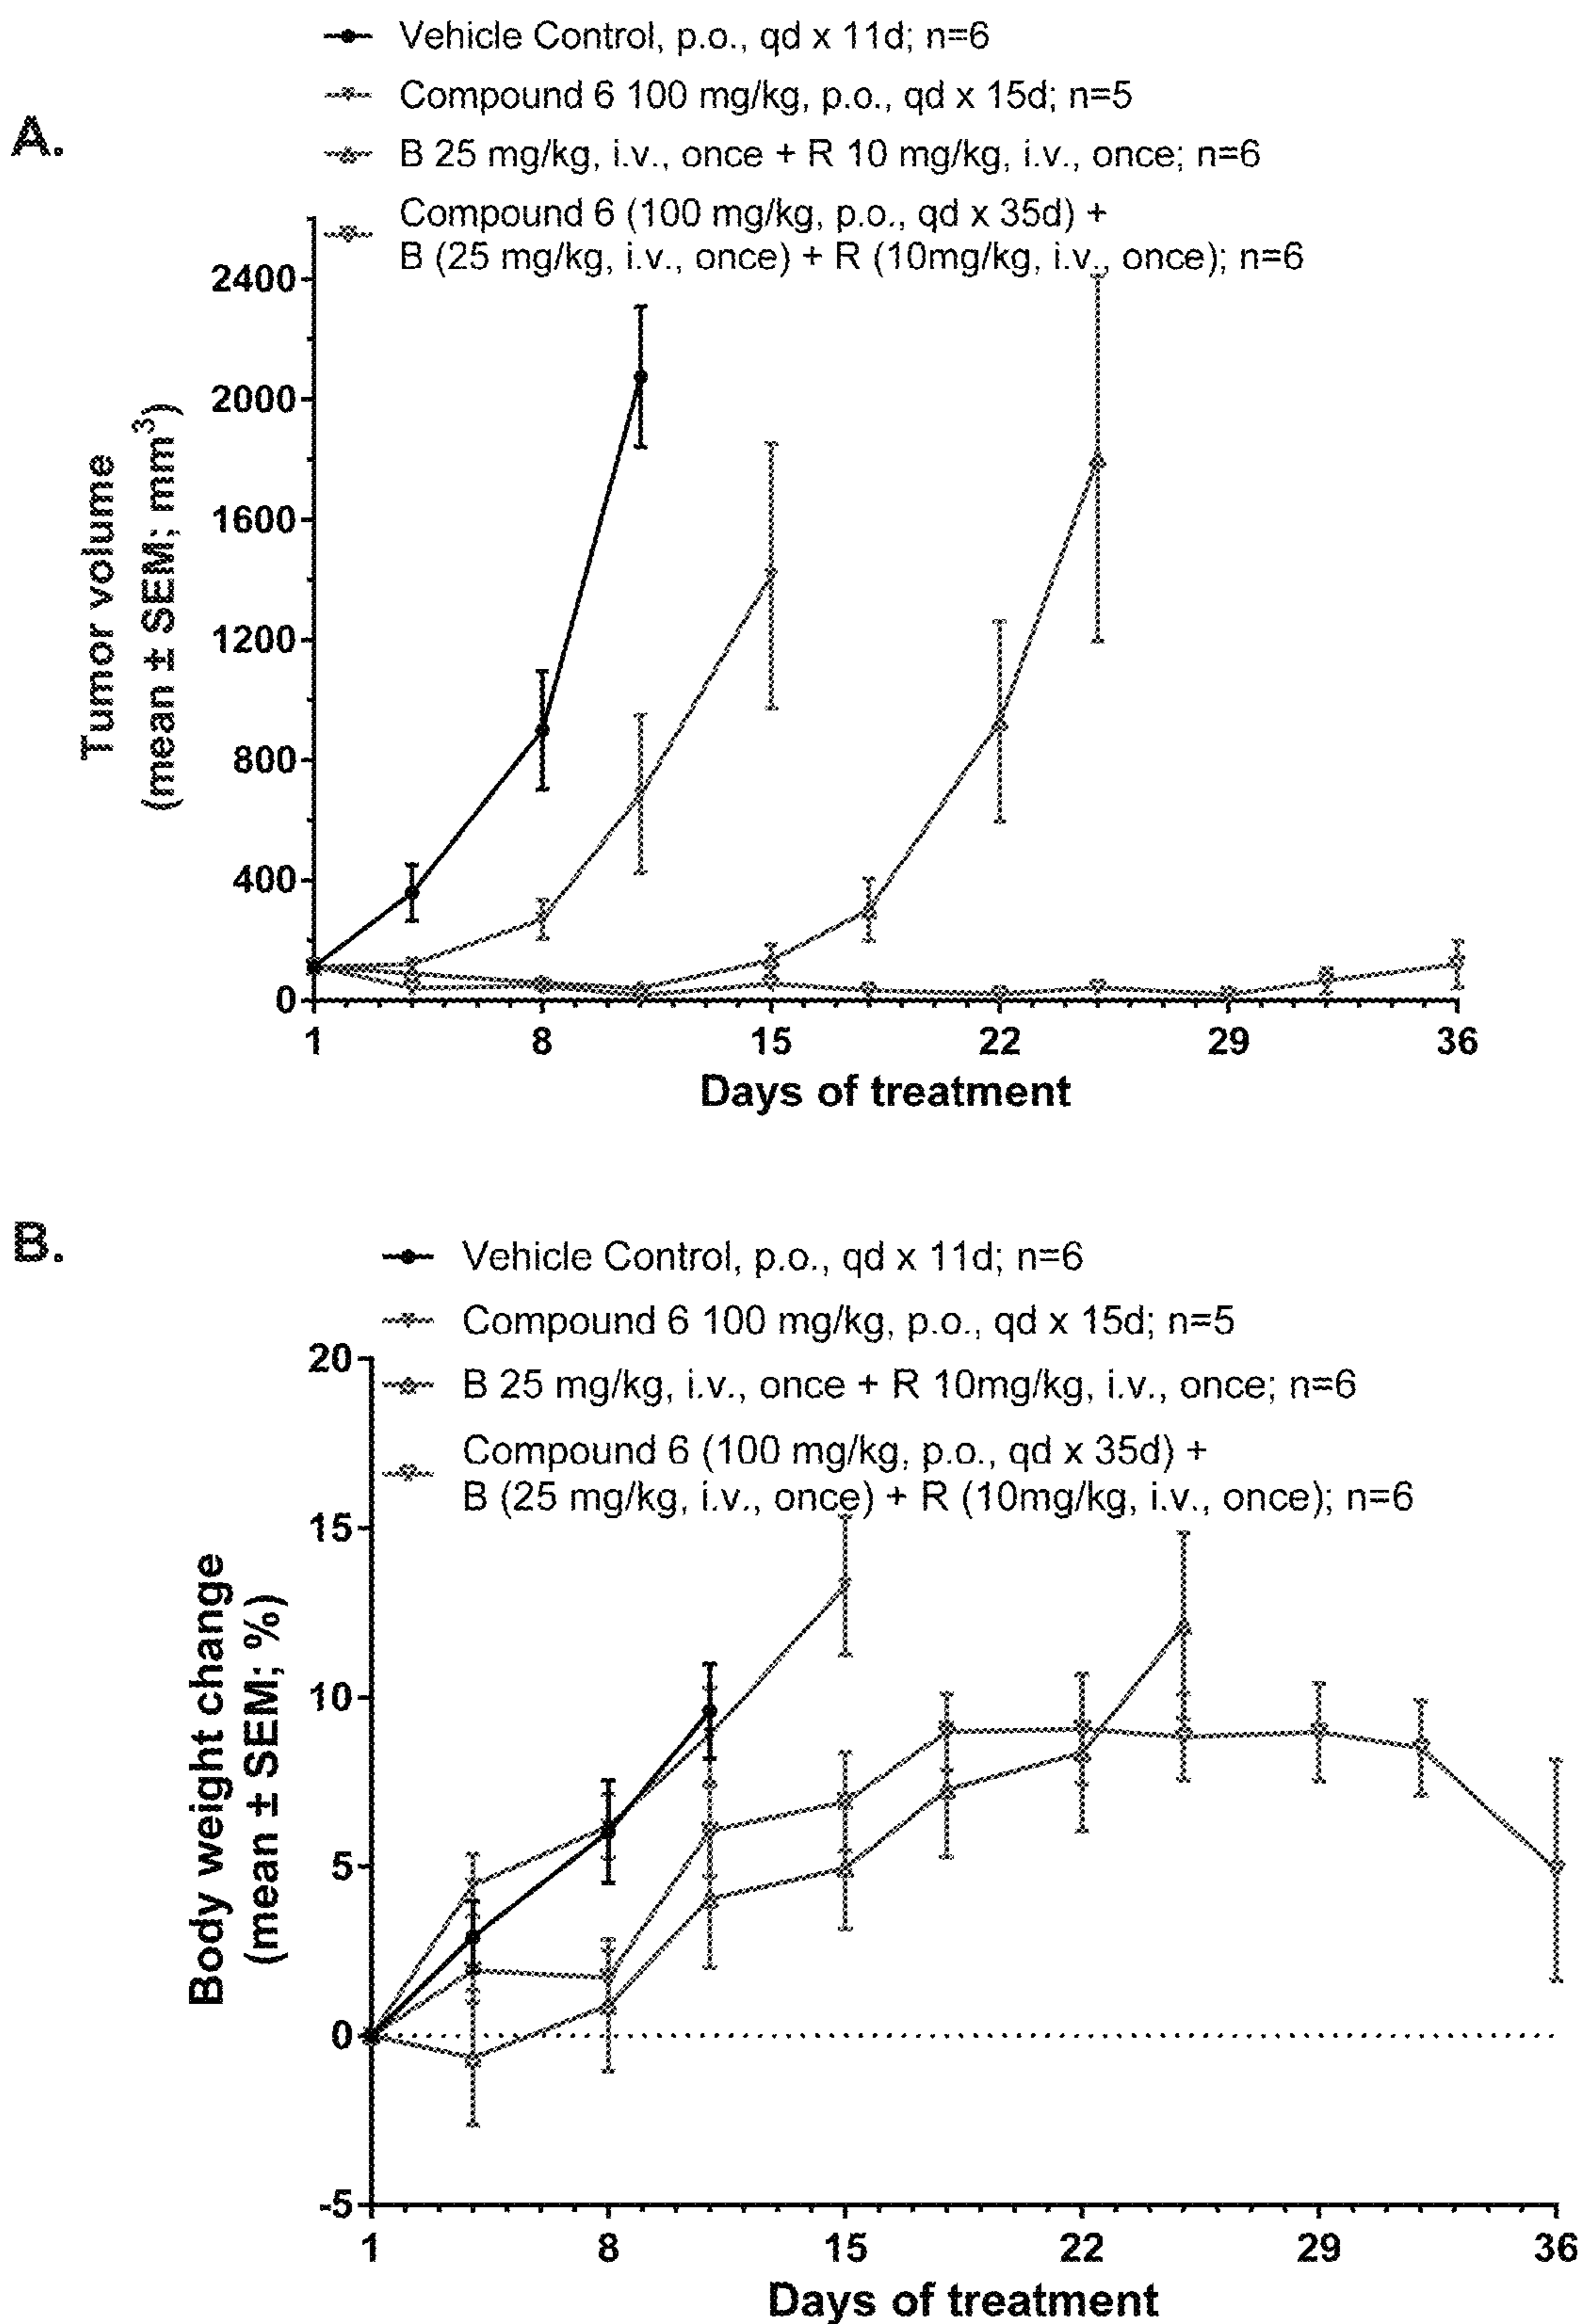 A.
Vehicle Control, p.o., qd x 11d; n=6
Compound 6 100 mg/kg, p.o., qd x 15d; n=5
B 25 mg/kg, i.v., once + R 10 mg/kg, i.v., once; n=6
Compound 6 (100 mg/kg, p.o., qd x 35d) +
B (25 mg/kg, i.v., once) + R (10mg/kg, i.v., once); n=6
Tumor volume
(mean ± SEM; mm³)
2400
2000
1600
1200
800
400
0
1 8 15 22 29 36
Days of treatment
B.
Vehicle Control, p.o., qd x 11d; n=6
Compound 6 100 mg/kg, p.o., qd x 15d; n=5
B 25 mg/kg, i.v., once + R 10mg/kg, i.v., once; n=6
Compound 6 (100 mg/kg, p.o., qd x 35d) +
B (25 mg/kg, i.v., once) + R (10mg/kg, i.v., once); n=6
Body weight change
(mean ± SEM; %)
20
15
10
5
0
-5
1 8 15 22 29 36
Days of treatment